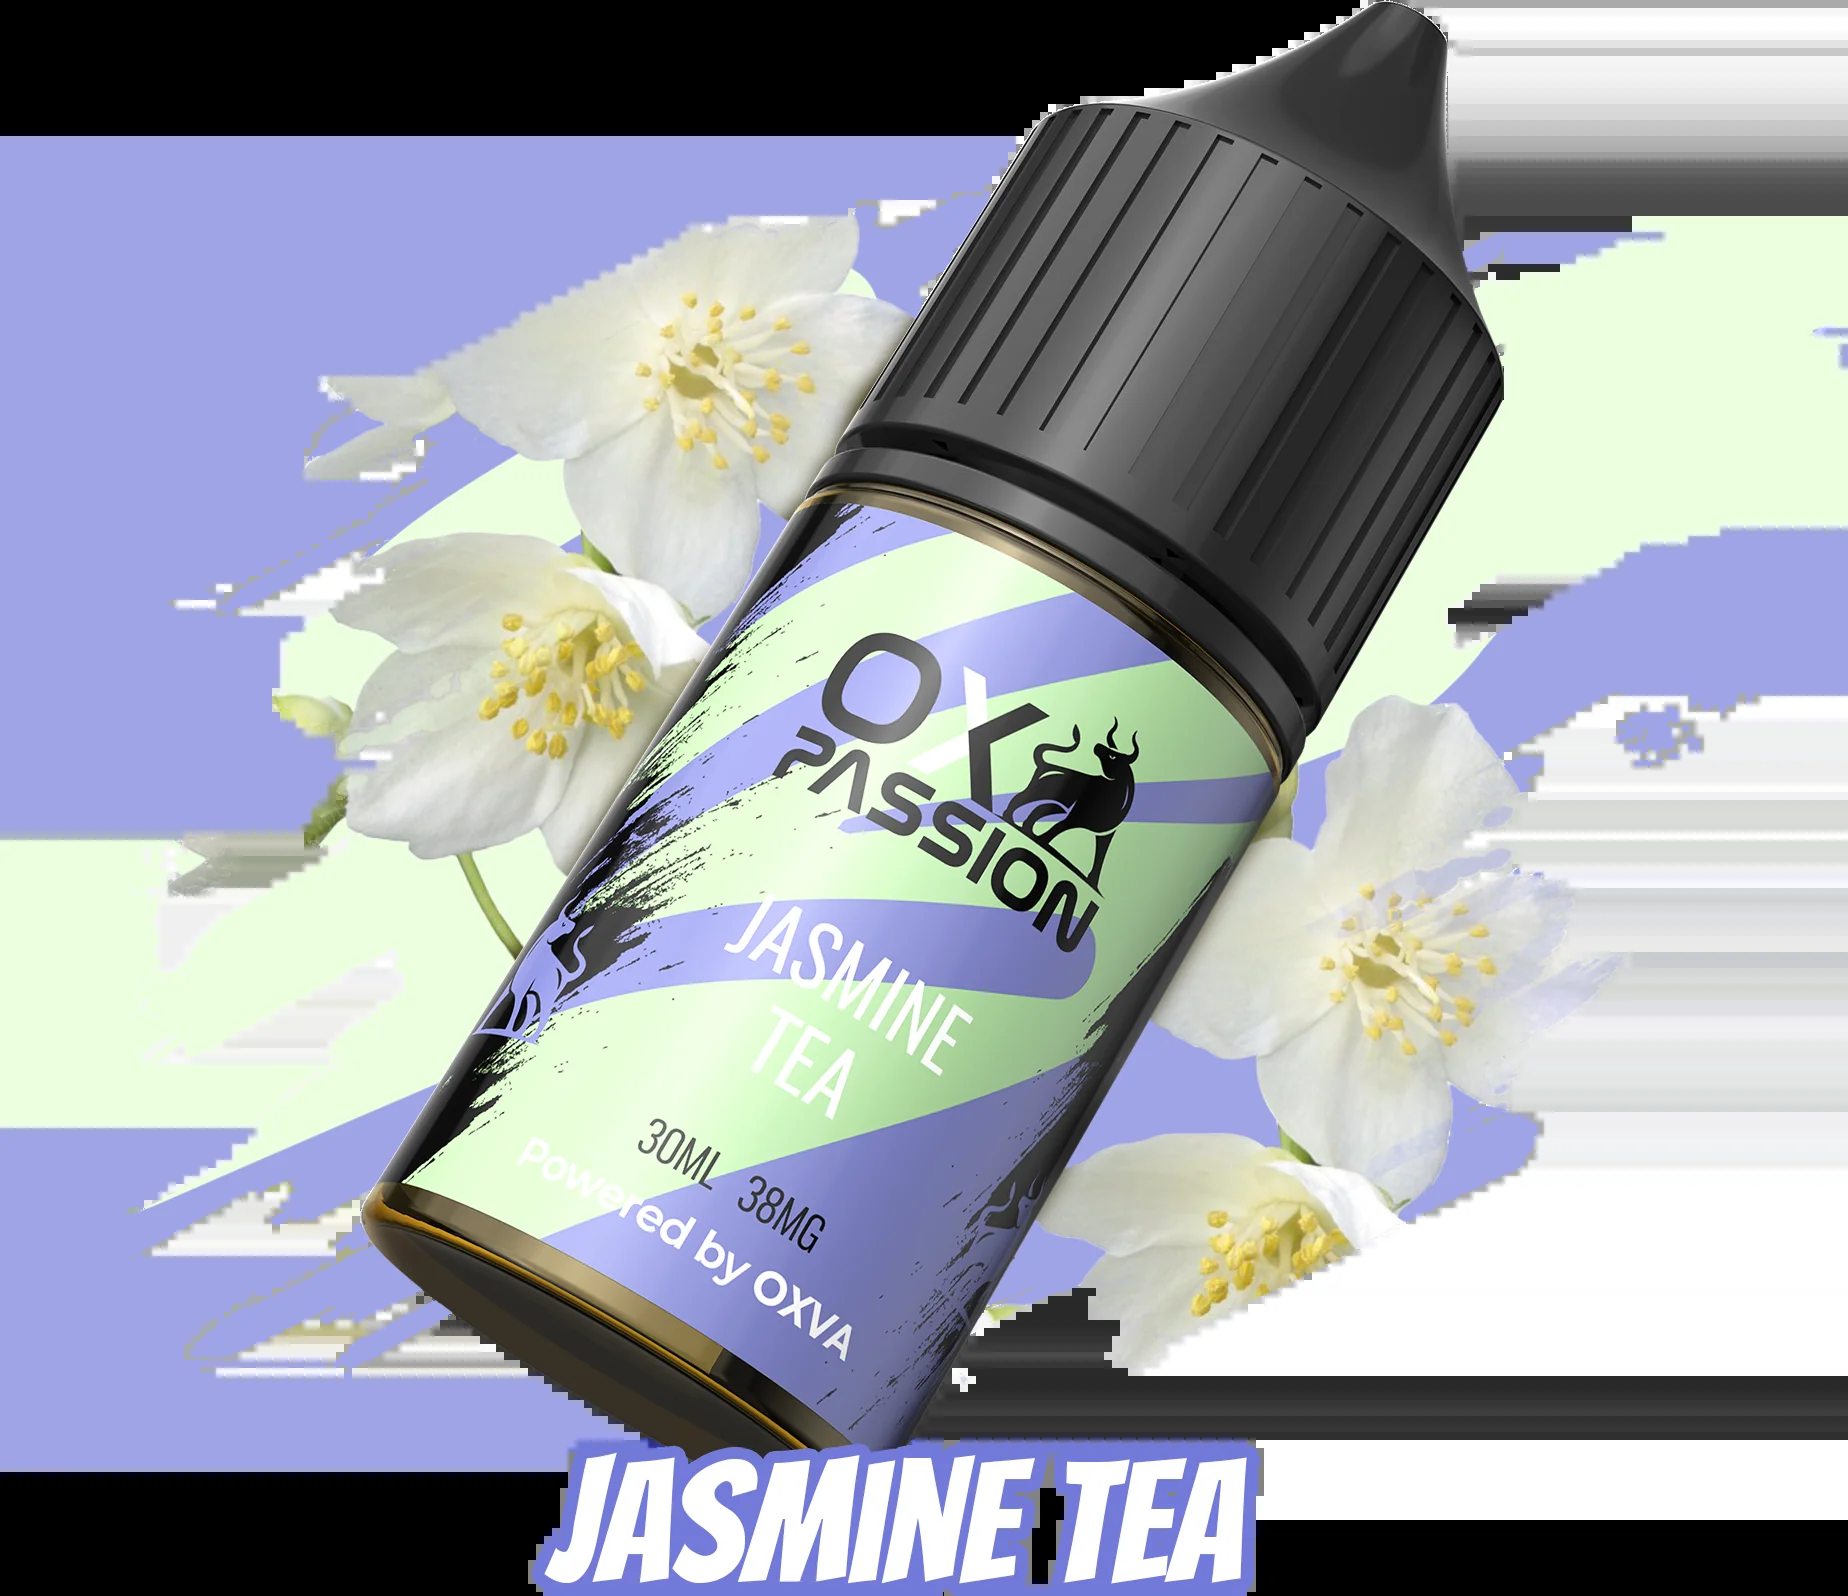 OX
PASSION
JASMINE
TEA
30ML 38MG
Powered by OXVA
JASMINE TEA